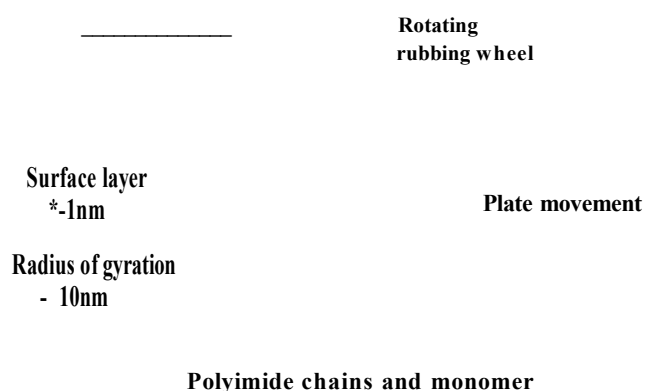 Rotating
rubbing wheel
Surface layer
*-1nm
Plate movement
Radius of gyration
- 10nm
Polyimide chains and monomer